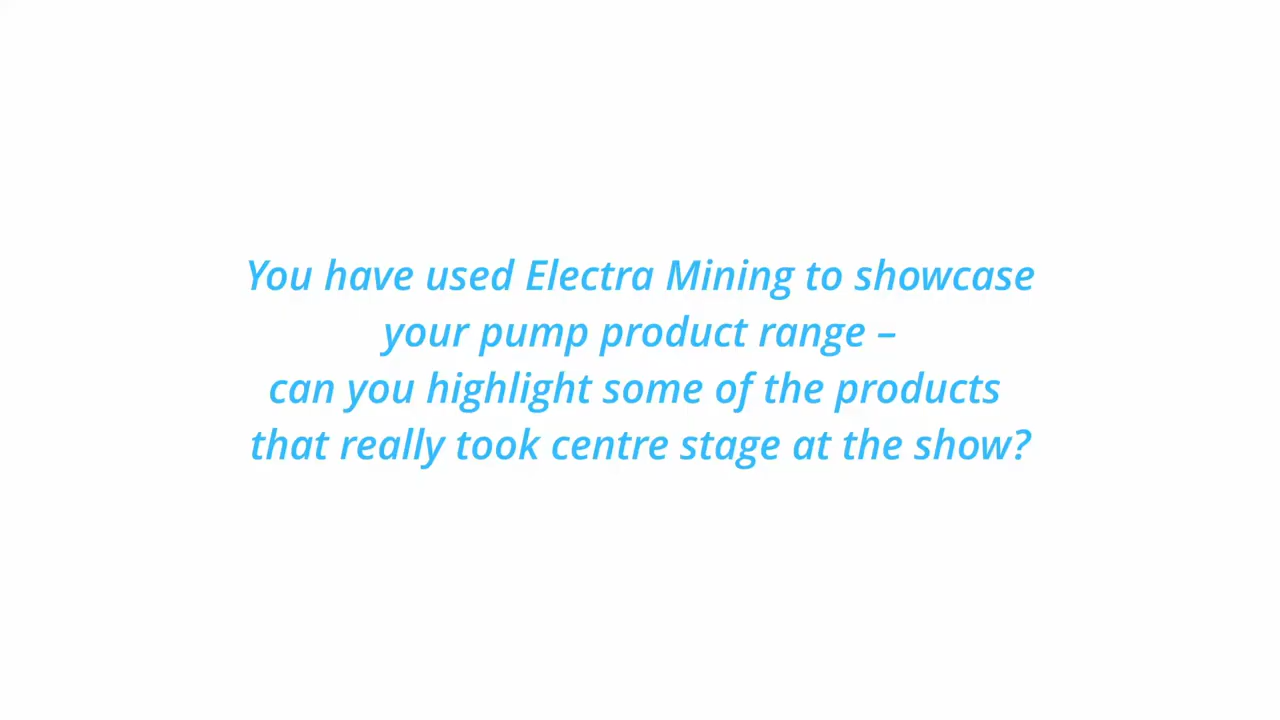 You have used Electra Mining to showcase
your pump product range –
can you highlight some of the products
that really took centre stage at the show?